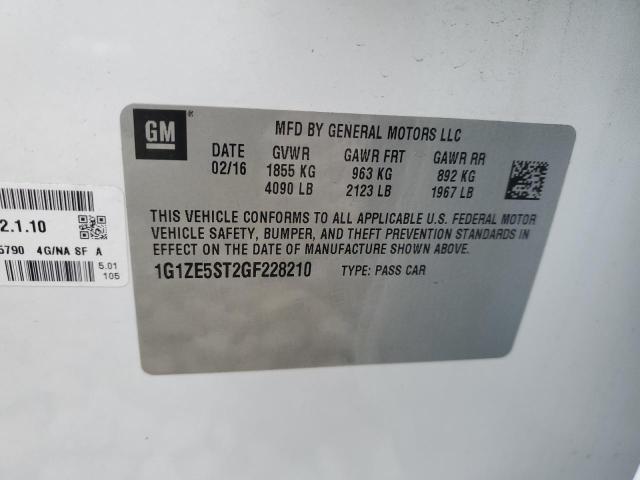 GM
®
MFD BY GENERAL MOTORS LLC
DATE GVWR GAWR FRT GAWR RR
02/16 1855 KG 963 KG 892 KG
4090 LB 2123 LB 1967 LB
THIS VEHICLE CONFORMS TO ALL APPLICABLE U.S. FEDERAL MOTOR
VEHICLE SAFETY, BUMPER, AND THEFT PREVENTION STANDARDS IN
EFFECT ON THE DATE OF MANUFACTURE SHOWN ABOVE.
1G1ZE5ST2GF228210 TYPE: PASS CAR
2.1.10
5790 4G/NA SF A
5.01
105